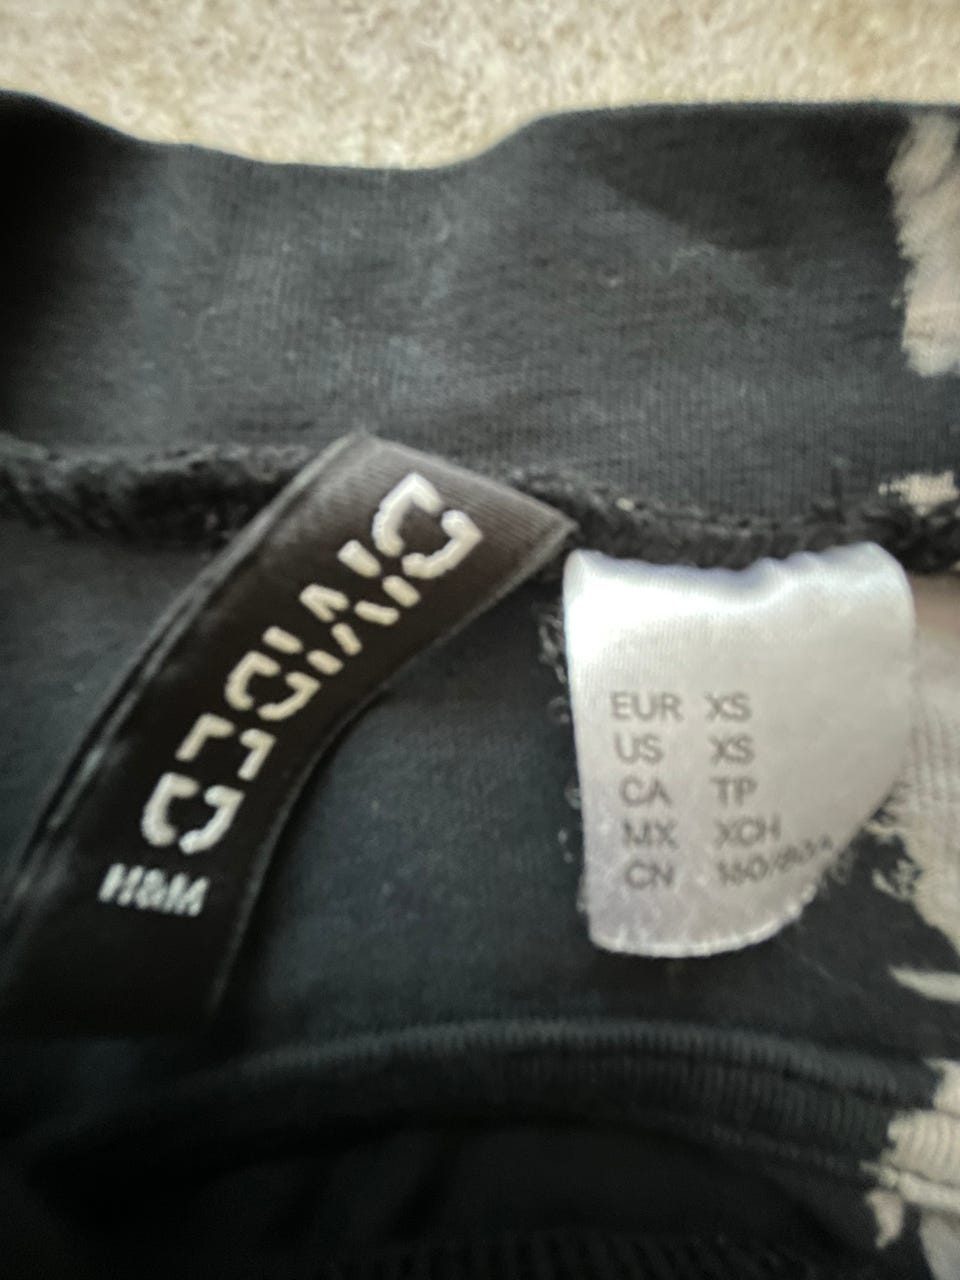 DIVIDED
H&M
EUR XS
US XS
CA TP
MX XCH
CN